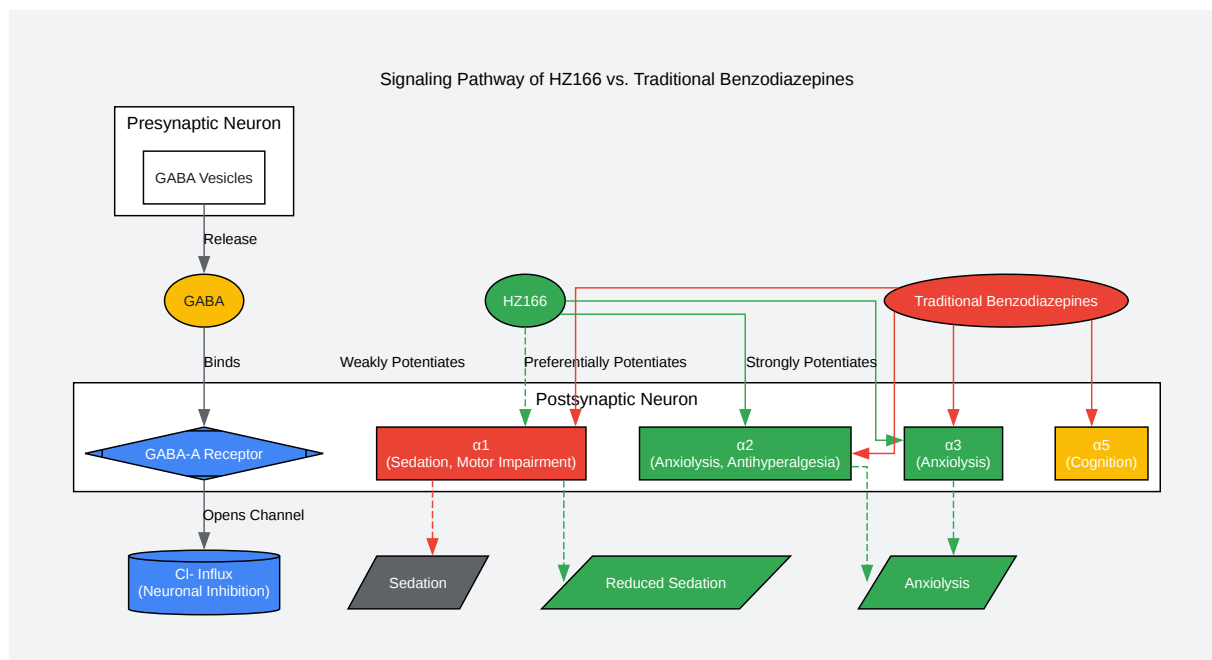 Signaling Pathway of HZ166 vs. Traditional Benzodiazepines
Presynaptic Neuron
GABA Vesicles
Release
GABA
HZ166
Traditional Benzodiazepines
Binds
Weakly Potentiates
Preferentially Potentiates
Strongly Potentiates
Postsynaptic Neuron
GABA-A Receptor
α1
(Sedation, Motor Impairment)
α2
(Anxiolysis, Antihyperalgesia)
α3
(Anxiolysis)
α5
(Cognition)
Opens Channel
Cl- Influx
(Neuronal Inhibition)
Sedation
Reduced Sedation
Anxiolysis